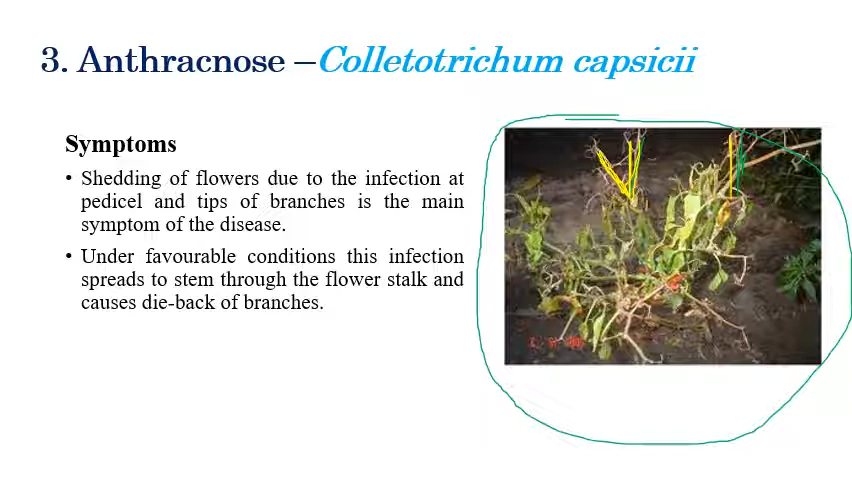 3. Anthracnose –Colletotrichum capsicii
Symptoms
• Shedding of flowers due to the infection at
pedicel and tips of branches is the main
symptom of the disease.
• Under favourable conditions this infection
spreads to stem through the flower stalk and
causes die-back of branches.